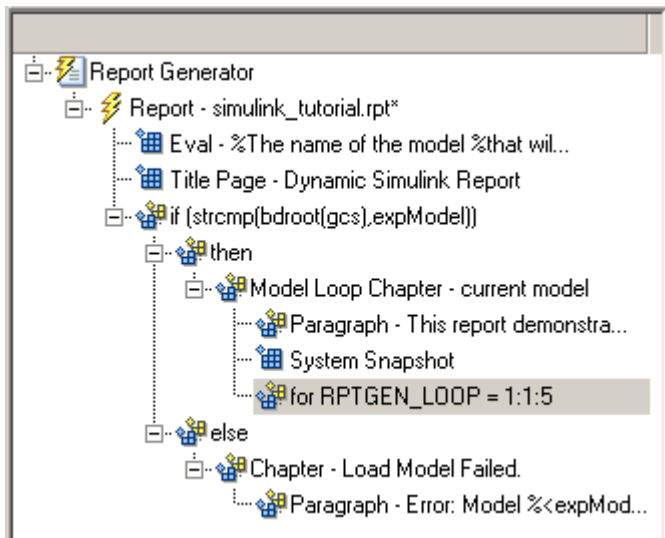 Report Generator
Report - simulink_tutorial.rpt*
Eval - %The name of the model %that wil...
Title Page - Dynamic Simulink Report
if (strcmp(bdroot(gcs),expModel))
then
Model Loop Chapter - current model
Paragraph - This report demonstra...
System Snapshot
for RPTGEN_LOOP = 1:1:5
else
Chapter - Load Model Failed.
Paragraph - Error: Model %<expMod...